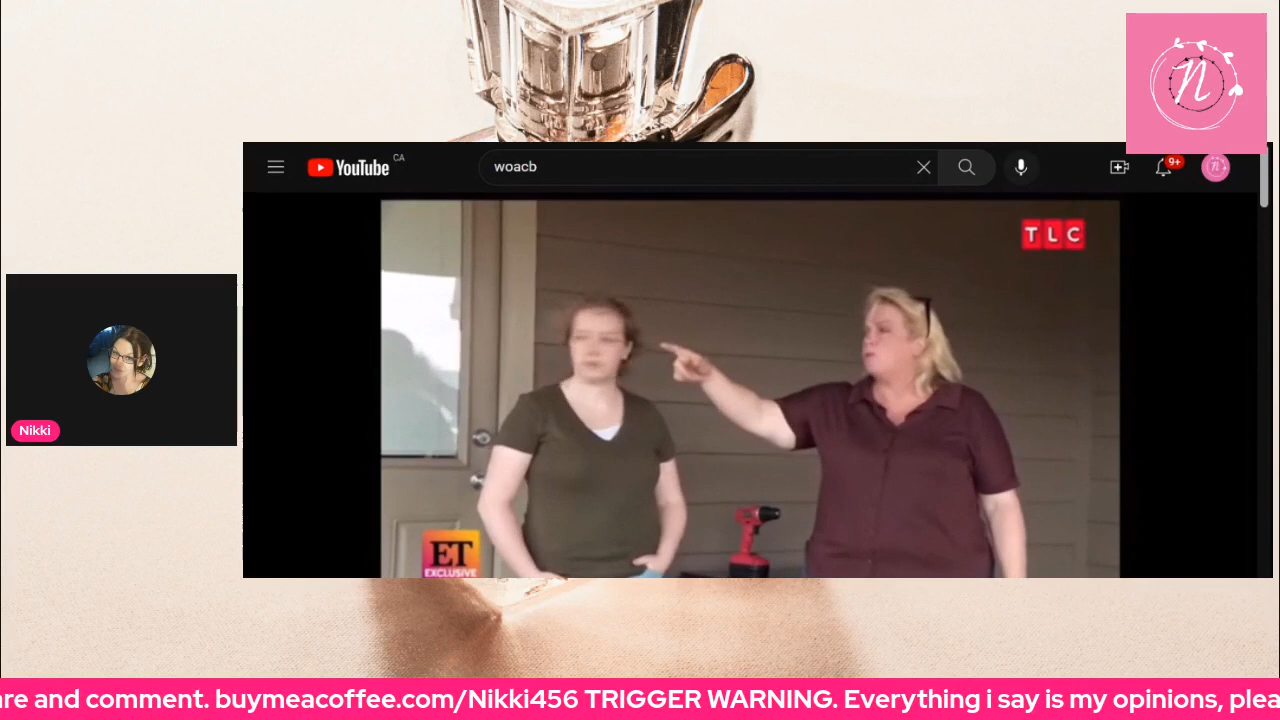 n
YouTube CA
woacb
9+
TLC
Nikki
ET
EXCLUSIVE
are and comment. buymeacoffee.com/Nikki456 TRIGGER WARNING. Everything i say is my opinions, plea